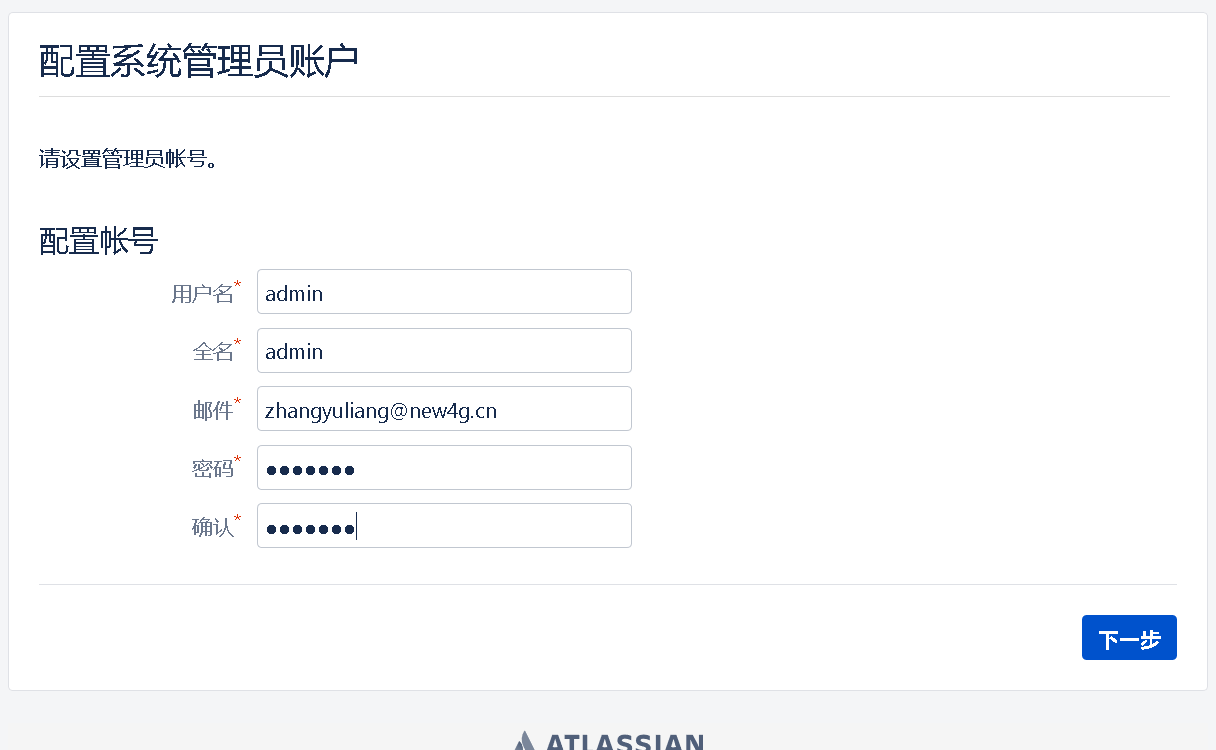 配置系统管理员账户
请设置管理员帐号。
配置帐号
用户名* admin
全名* admin
邮件* zhangyuliang@new4g.cn
密码* •••••••
确认* •••••••
下一步
ATLASSIAN